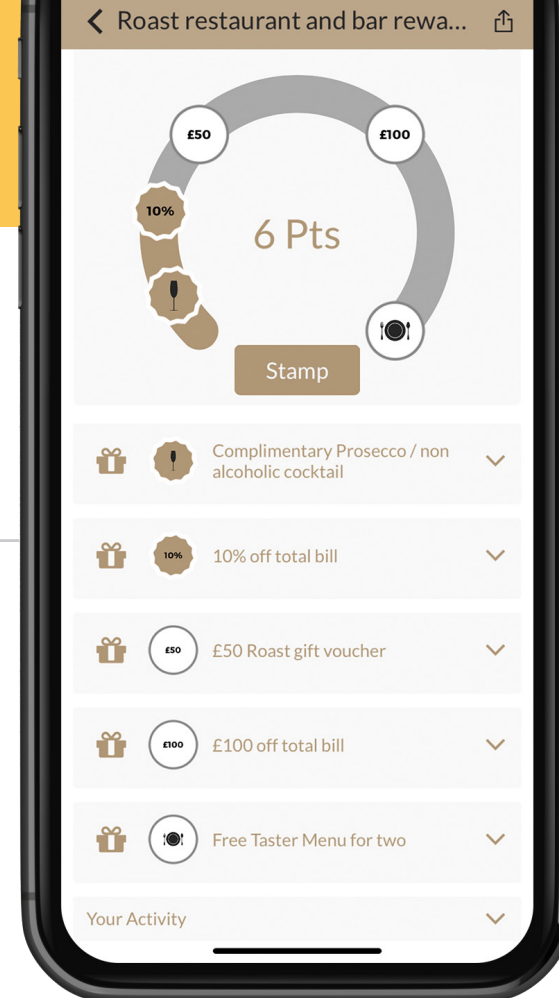 Roast restaurant and bar rewa...
£50
£100
10%
6 Pts
Stamp
Complimentary Prosecco / non
alcoholic cocktail
10%
10% off total bill
£50
£50 Roast gift voucher
£100
£100 off total bill
Free Taster Menu for two
Your Activity